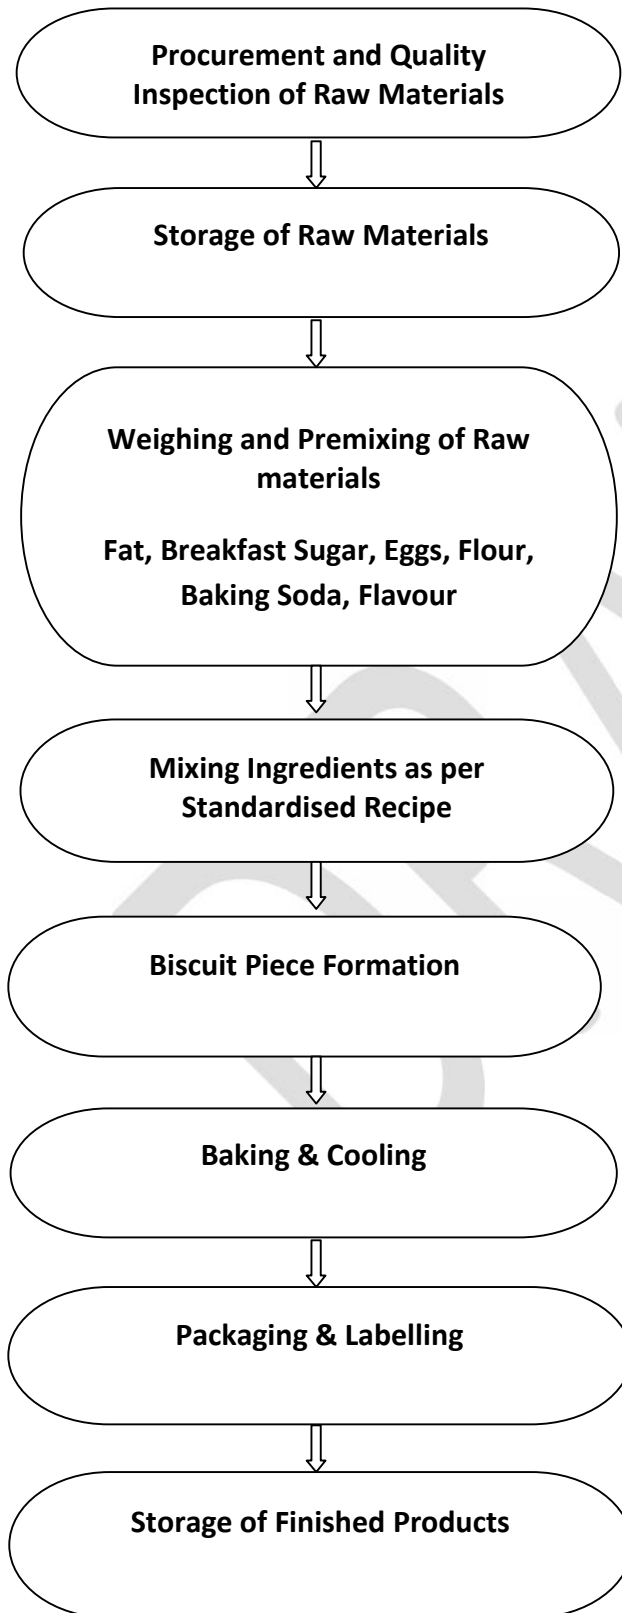 Procurement and Quality
Inspection of Raw Materials
Storage of Raw Materials
Weighing and Premixing of Raw
materials
Fat, Breakfast Sugar, Eggs, Flour,
Baking Soda, Flavour
Mixing Ingredients as per
Standardised Recipe
Biscuit Piece Formation
Baking & Cooling
Packaging & Labelling
Storage of Finished Products